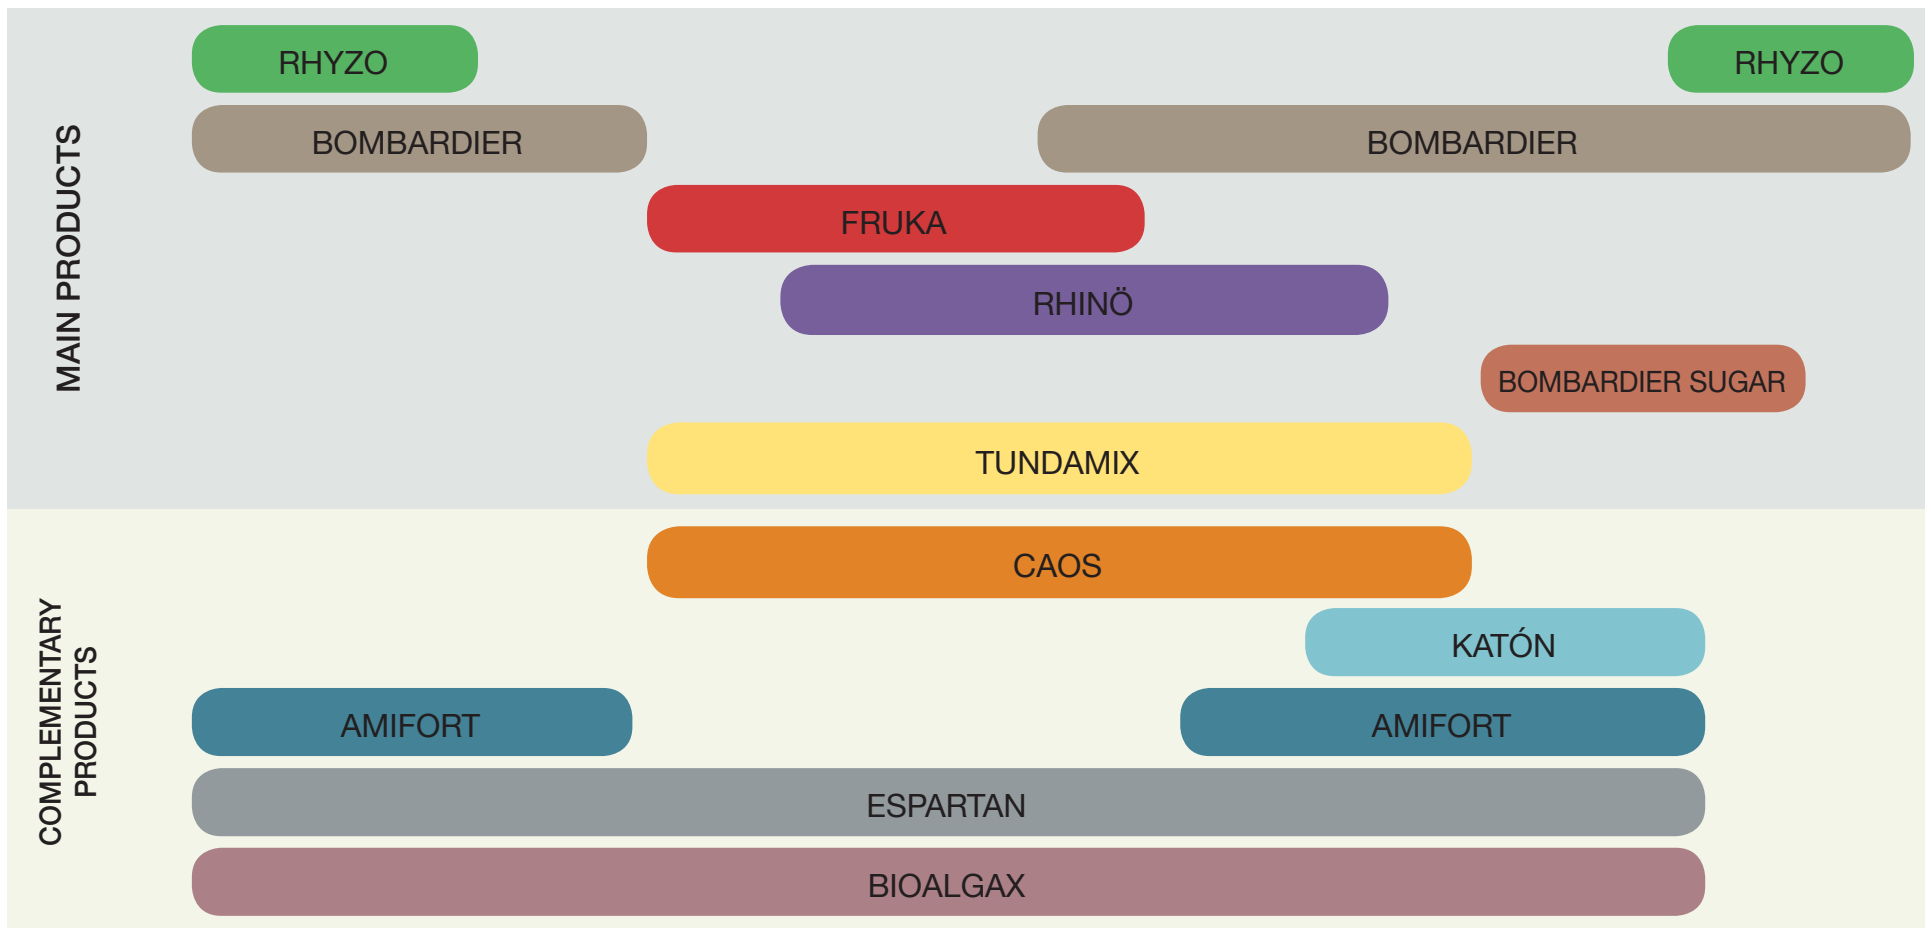 MAIN PRODUCTS
RHYZO
RHYZO
BOMBARDIER
BOMBARDIER
FRUKA
RHINÖ
BOMBARDIER SUGAR
TUNDAMIX
COMPLEMENTARY
PRODUCTS
CAOS
KATÓN
AMIFORT
AMIFORT
ESPARTAN
BIOALGAX